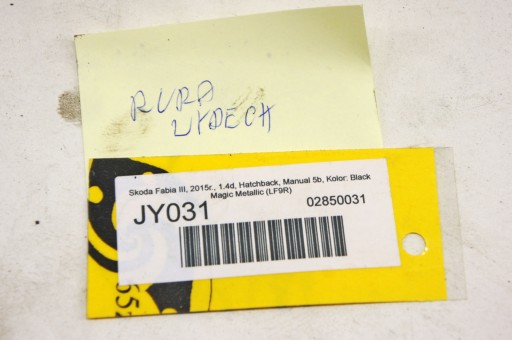 RURA
WYDECH
Skoda Fabia III, 2015r., 1.4d, Hatchback, Manual 5b, Kolor: Black
Magic Metallic (LF9R)
JY031
02850031